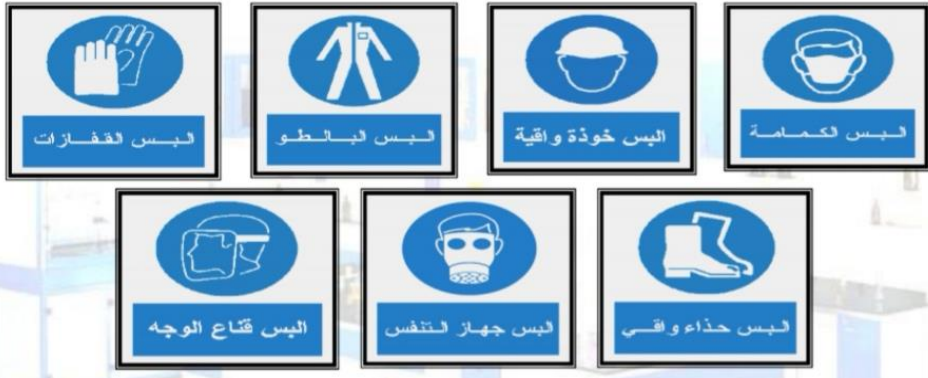 البس الكمامة
البس خوذة واقية
البس البالطو
البس القفازات
البس حذاء واقي
البس جهاز التنفس
البس قناع الوجه